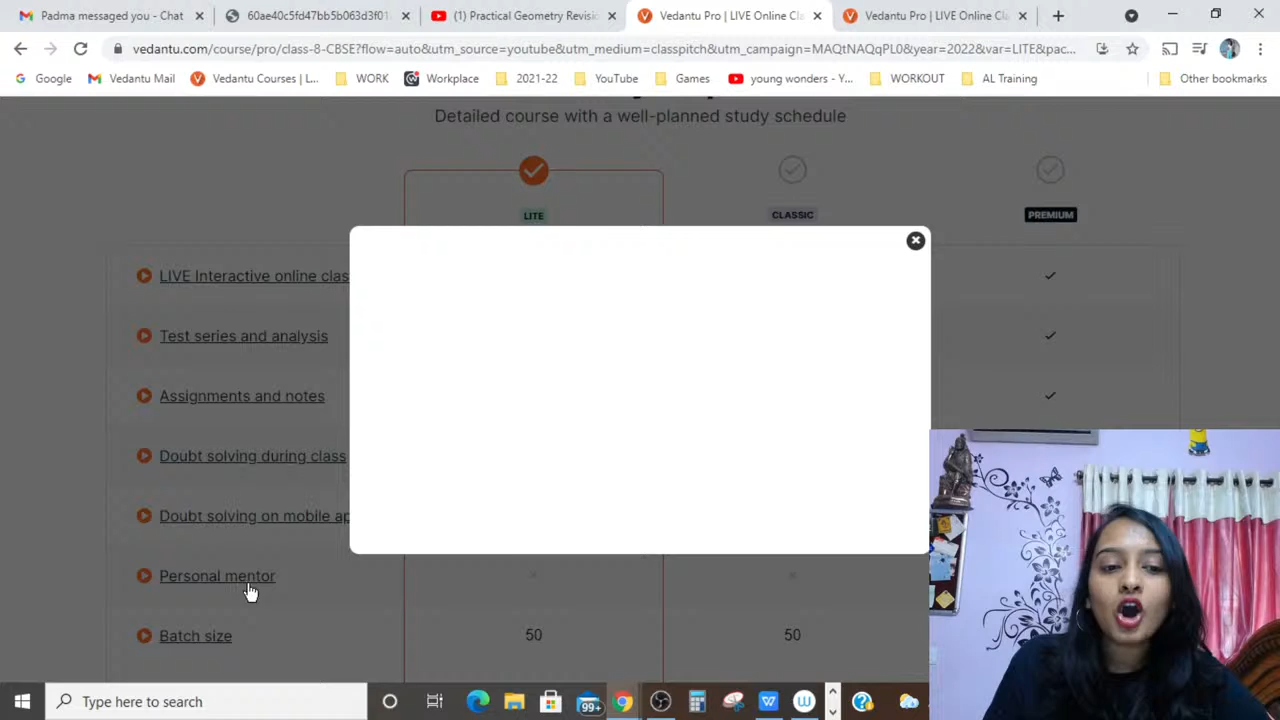 Padma messaged you - Chat
60ae40c5fd47bb5b063d3f01
(1) Practical Geometry Revisio
Vedantu Pro | LIVE Online Cla
Vedantu Pro | LIVE Online Cla
vedantu.com/course/pro/class-8-CBSE?flow=auto&utm_source=youtube&utm_medium=classpitch&utm_campaign=MAQtNAQqPL0&year=2022&var=LITE&pac...
Google
Vedantu Mail
Vedantu Courses | L...
WORK
Workplace
2021-22
YouTube
Games
young wonders - Y...
WORKOUT
AL Training
Other bookmarks
Detailed course with a well-planned study schedule
LITE
CLASSIC
PREMIUM
LIVE Interactive online clas
Test series and analysis
Assignments and notes
Doubt solving during class
Doubt solving on mobile ap
Personal mentor
Batch size
50
50
Type here to search
99+